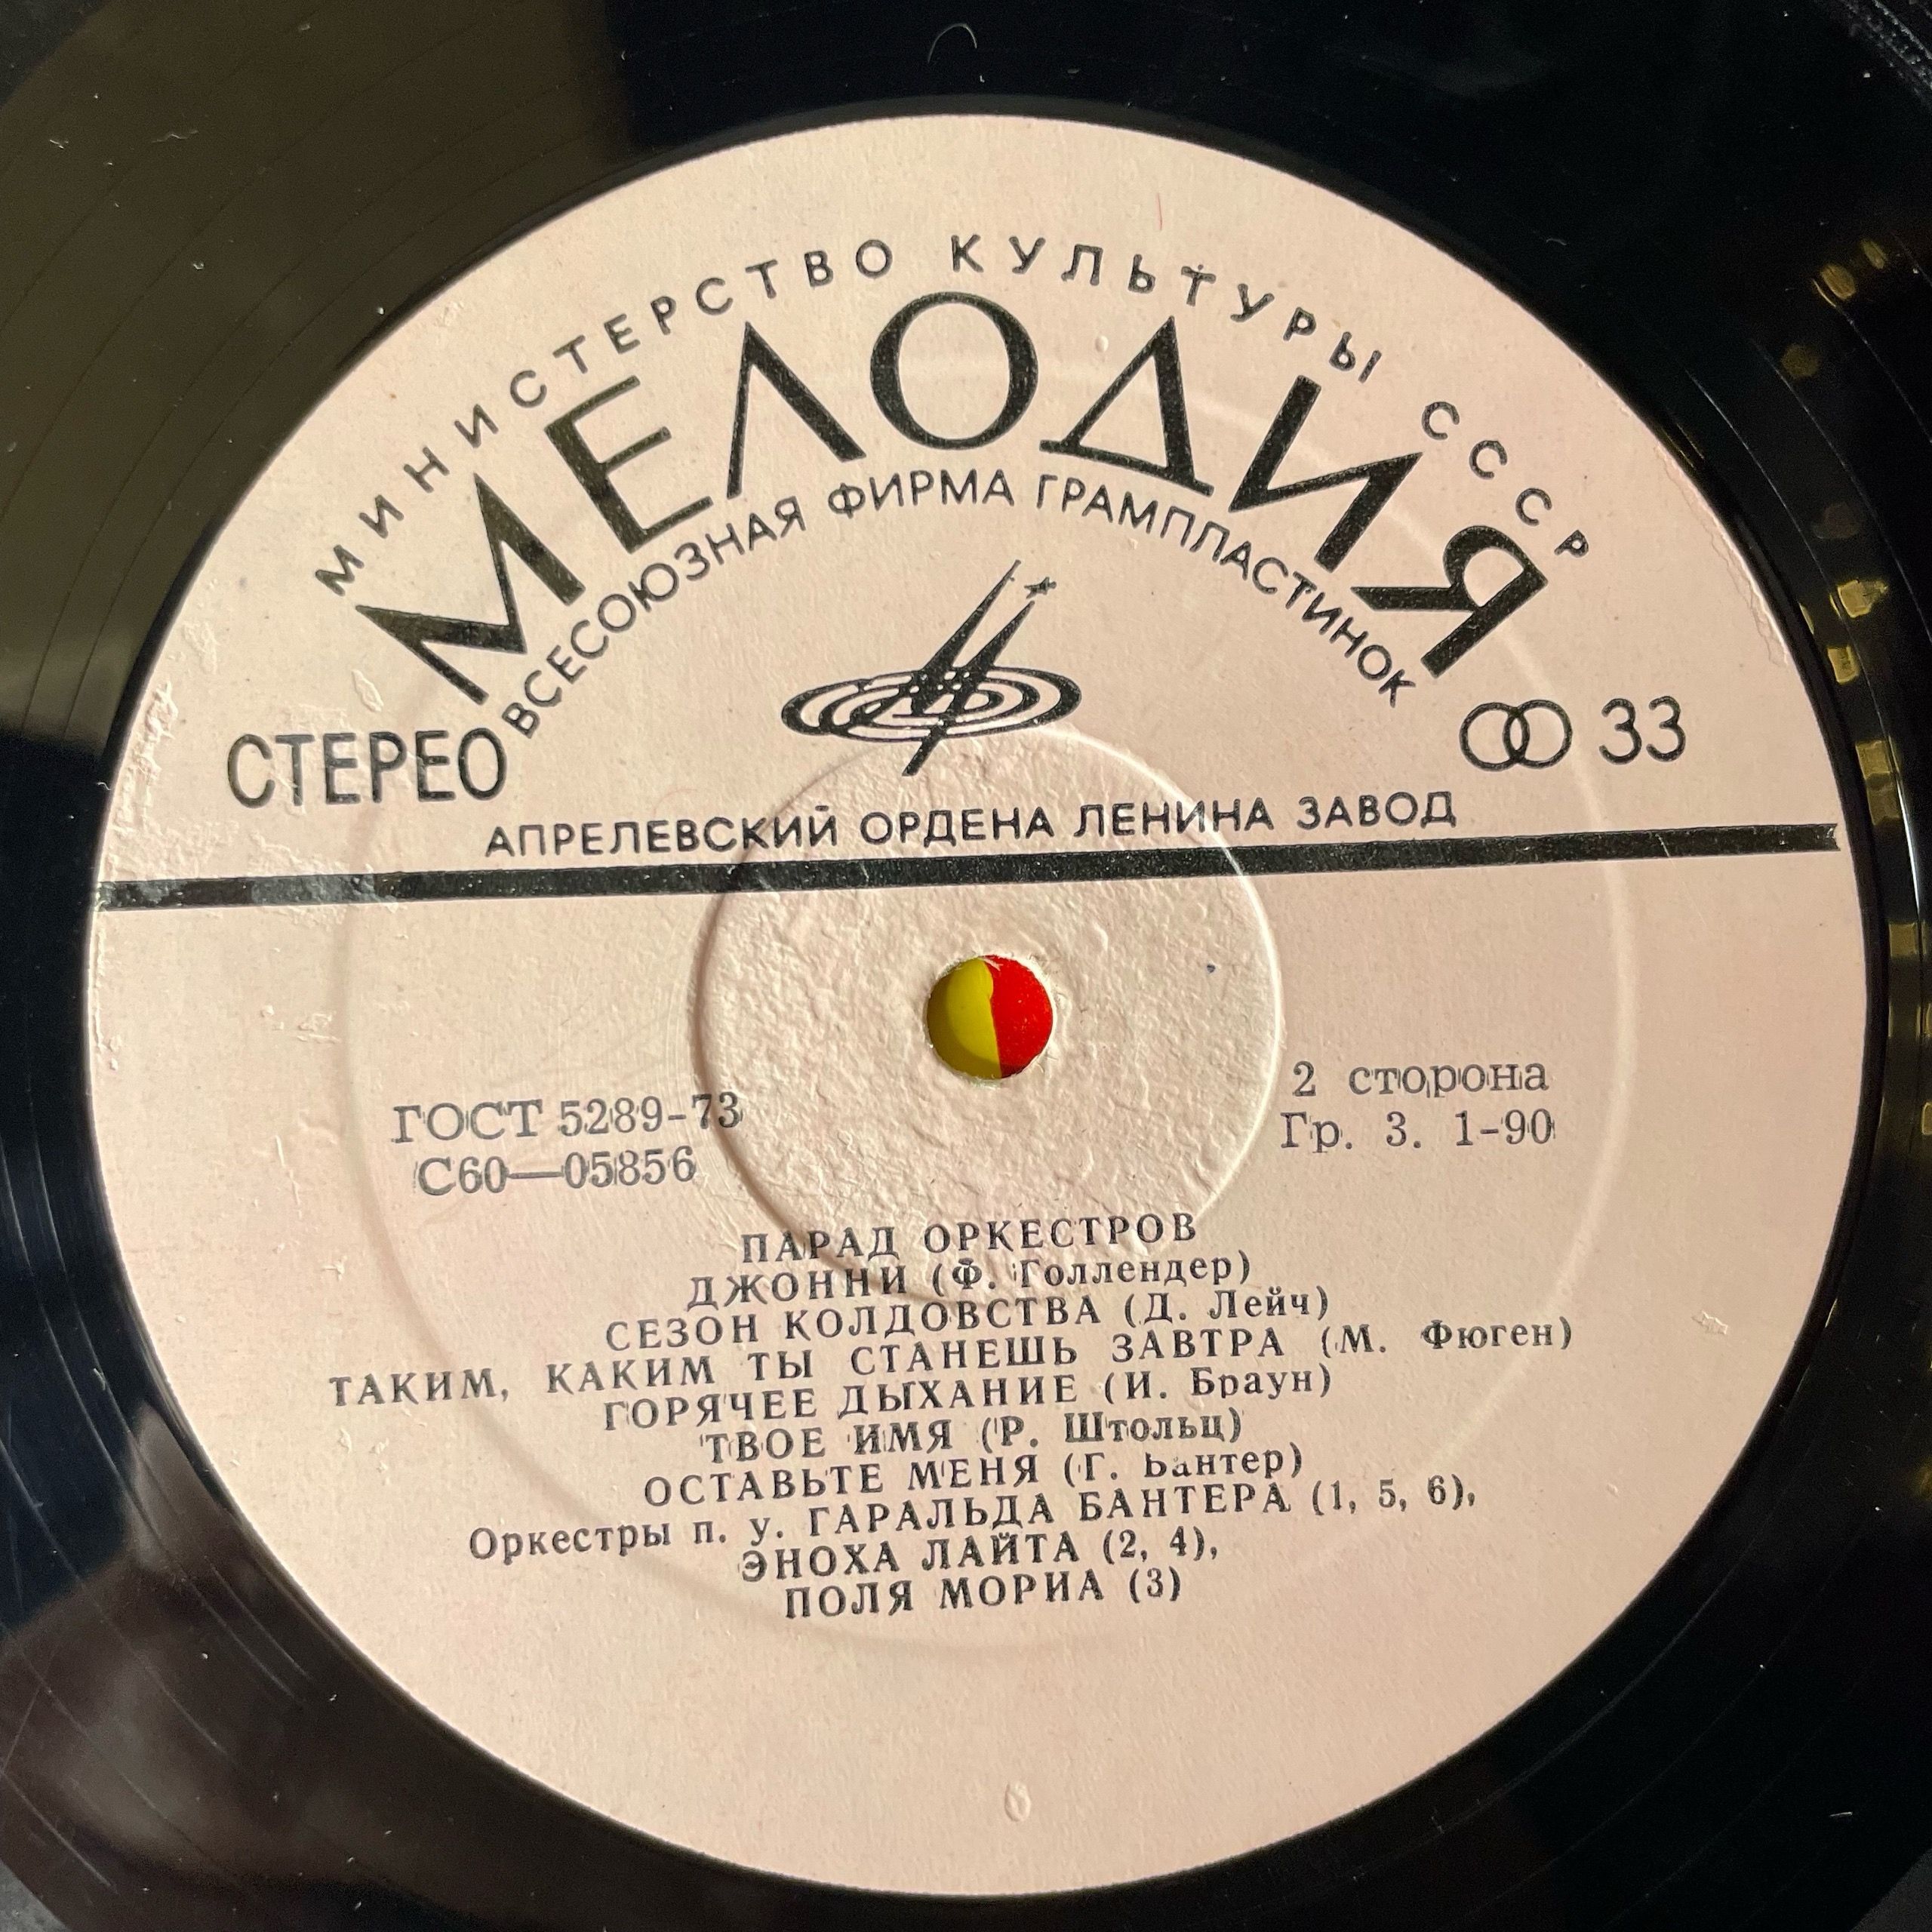 МИНИСТЕРСТВО КУЛЬТУРЫ СССР
МЕЛОДИЯ
ВСЕСОЮЗНАЯ ФИРМА ГРАМПЛАСТИНОК
СТЕРЕО
33
АПРЕЛЕВСКИЙ ОРДЕНА ЛЕНИНА ЗАВОД
ГОСТ 5289-73
С60—05856
2 сторона
Гр. 3. 1-90
ПАРАД ОРКЕСТРОВ
ДЖОННИ (Ф. Голлендер)
СЕЗОН КОЛДОВСТВА (Д. Лейч)
ТАКИМ, КАКИМ ТЫ СТАНЕШЬ ЗАВТРА (М. Фюген)
ГОРЯЧЕЕ ДЫХАНИЕ (И. Браун)
ТВОЕ ИМЯ (Р. Штольц)
ОСТАВЬТЕ МЕНЯ (Г. Бантер)
Оркестры п. у. ГАРАЛЬДА БАНТЕРА (1, 5, 6),
ЭНОХА ЛАЙТА (2, 4),
ПОЛЯ МОРИА (3)